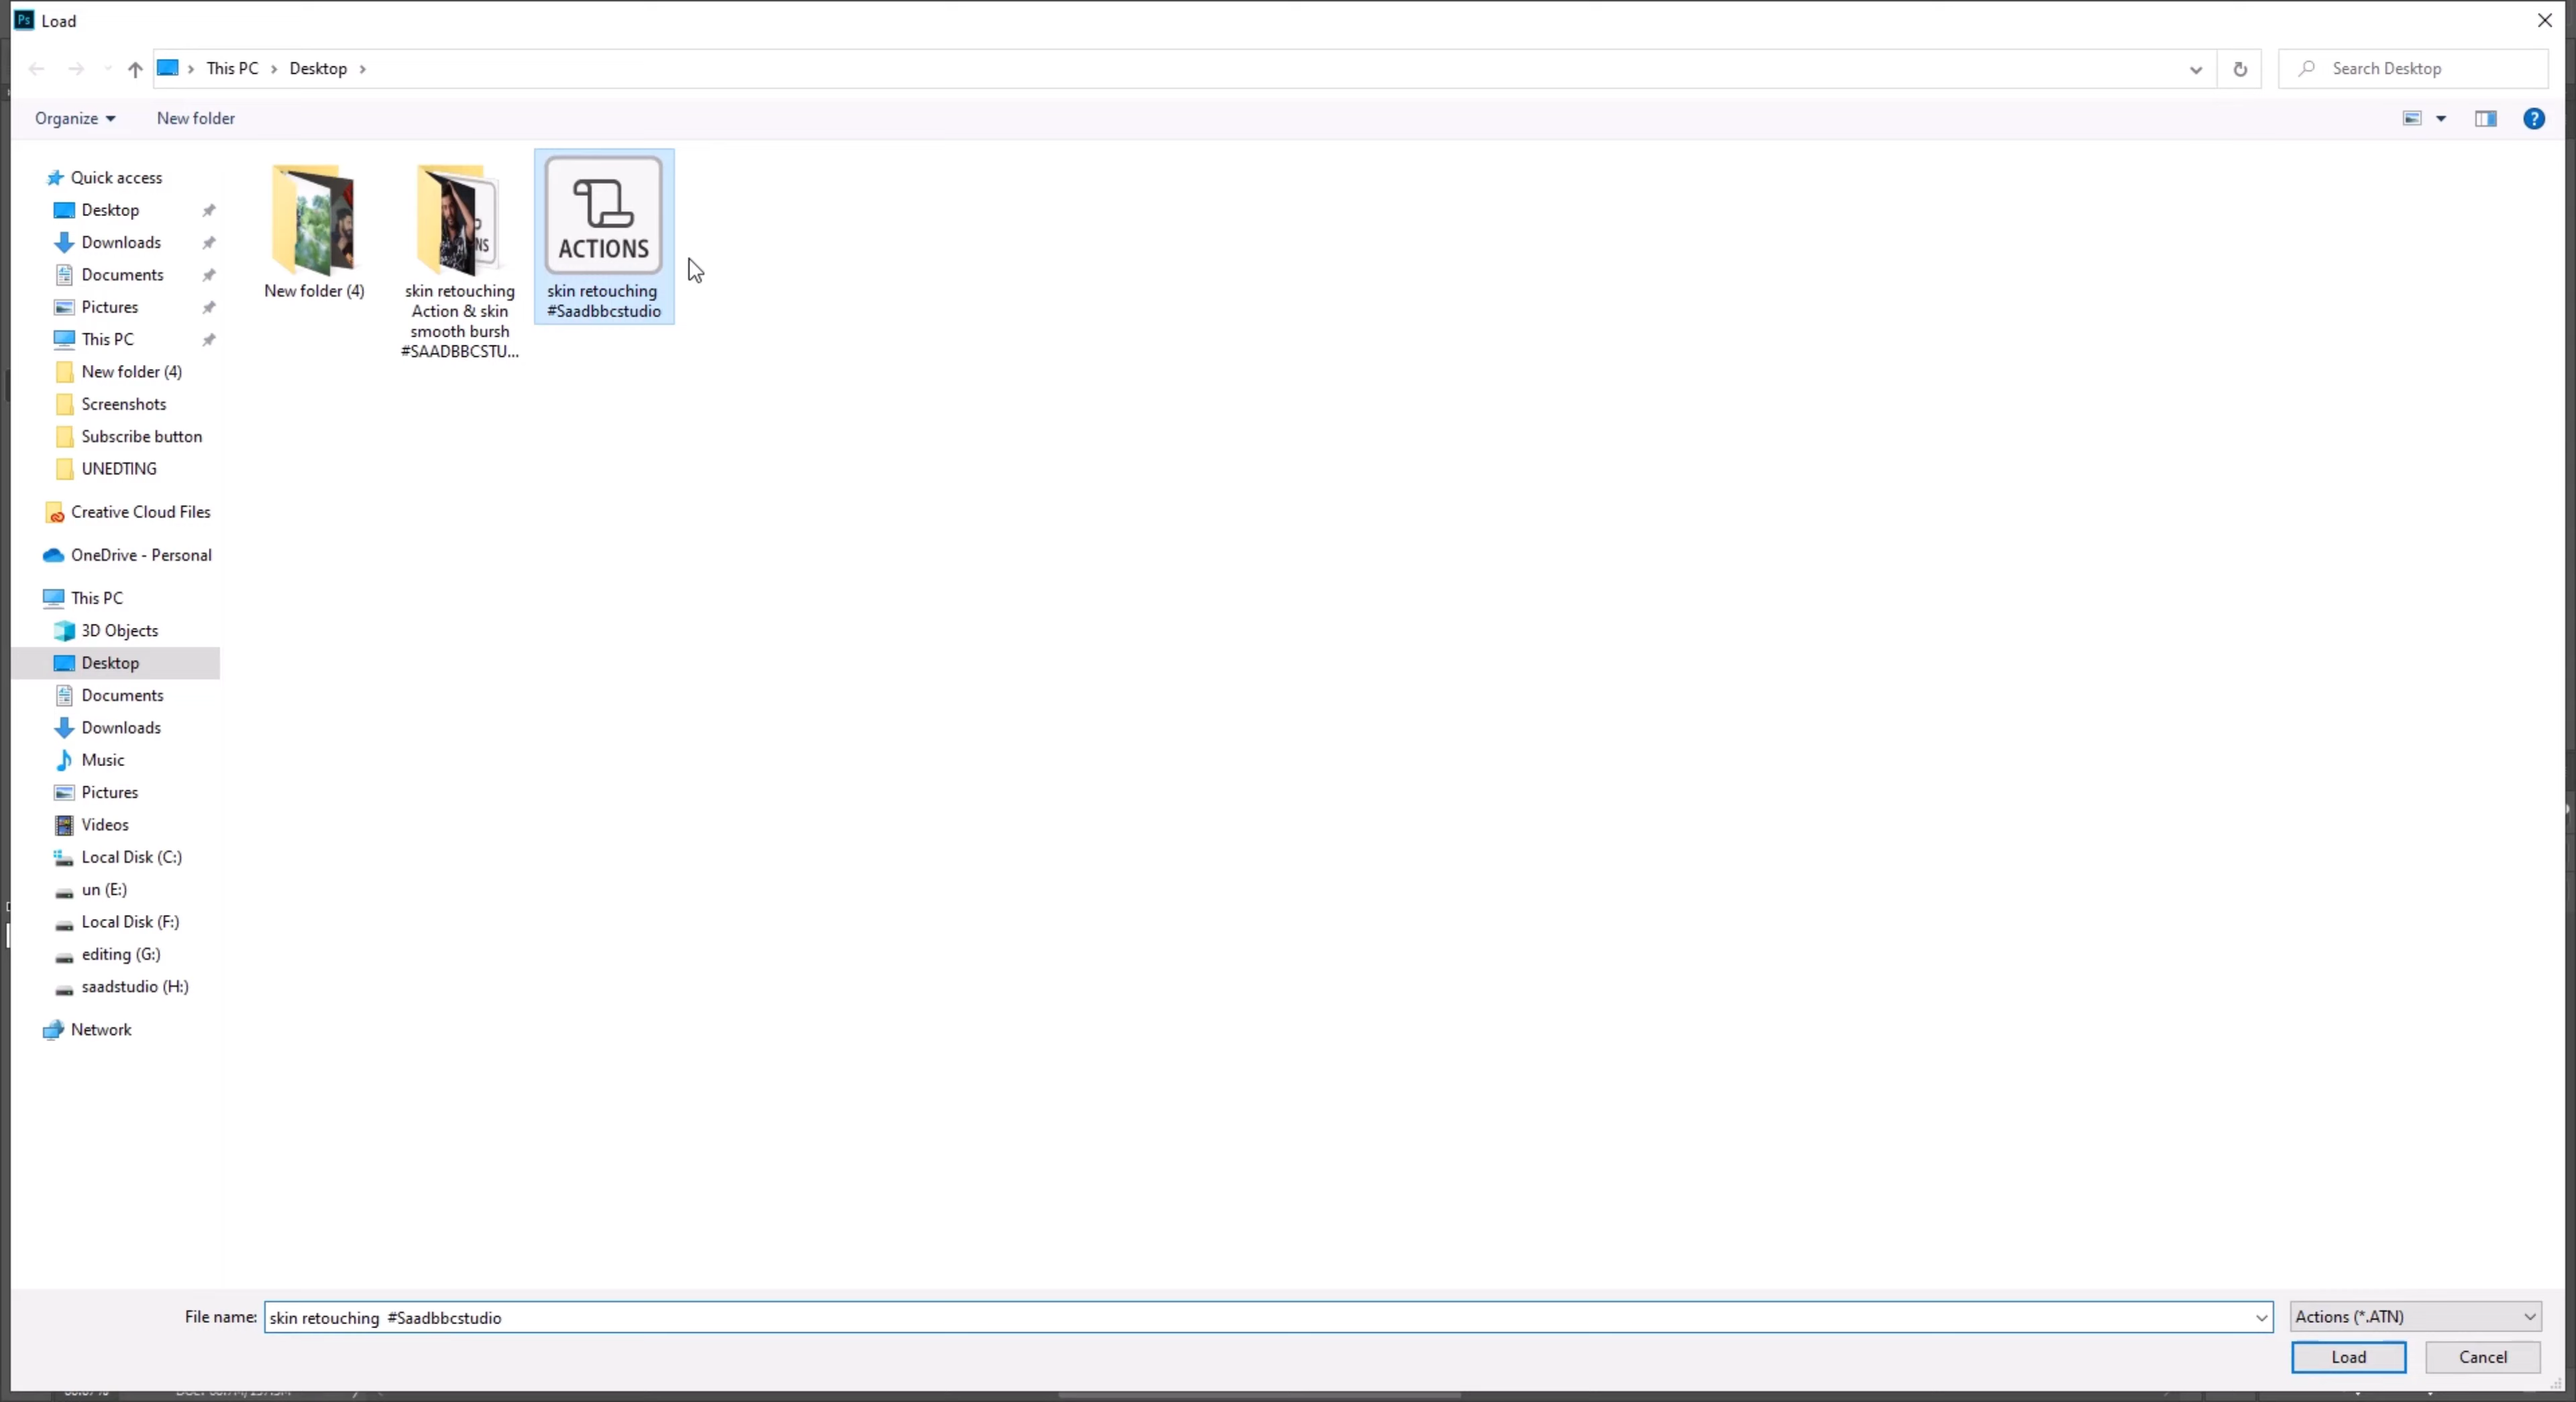 Ps Load
This PC Desktop
Search Desktop
Organize New folder
?
Quick access
Desktop
Downloads
Documents
Pictures
This PC
New folder (4)
Screenshots
Subscribe button
UNEDTING
Creative Cloud Files
OneDrive - Personal
This PC
3D Objects
Desktop
Documents
Downloads
Music
Pictures
Videos
Local Disk (C:)
un (E:)
Local Disk (F:)
editing (G:)
saadstudio (H:)
Network
New folder (4)
NS
skin retouching
Action & skin
smooth bursh
#SAADBBCSTU...
ACTIONS
skin retouching
#Saadbbcstudio
File name: skin retouching  #Saadbbcstudio
Actions (*.ATN)
Load Cancel